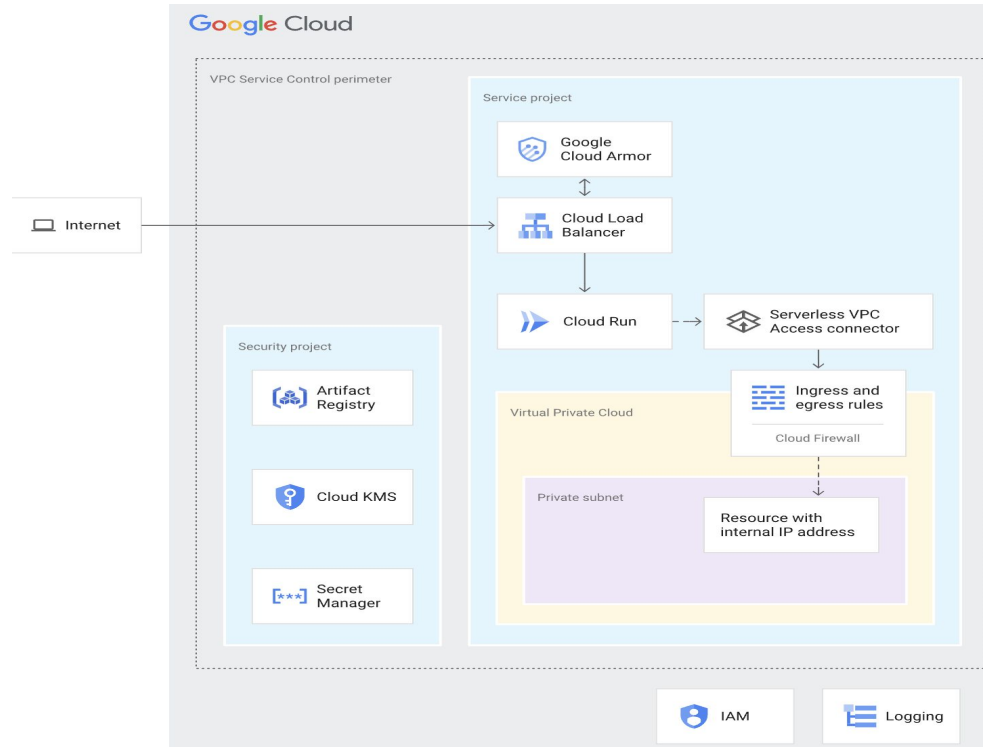 Google Cloud
VPC Service Control perimeter
Service project
Google
Cloud Armor
Internet
Cloud Load
Balancer
Cloud Run
Serverless VPC
Access connector
Security project
Artifact
Registry
Ingress and
egress rules
Cloud Firewall
Virtual Private Cloud
Cloud KMS
Private subnet
Resource with
internal IP address
Secret
Manager
[***]
IAM
Logging